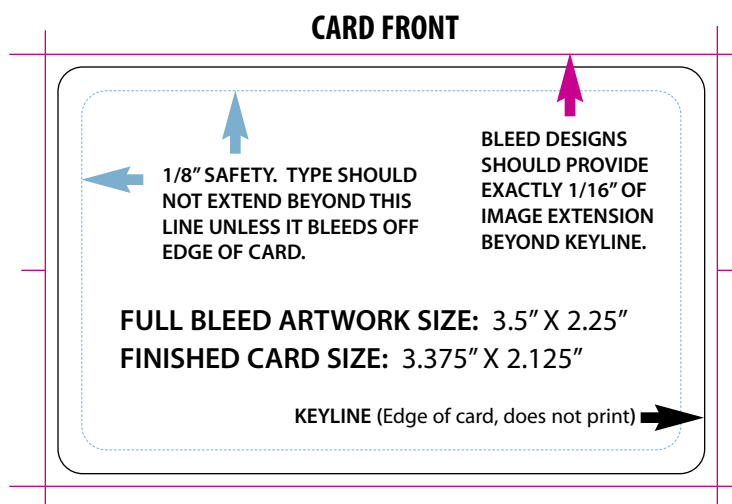 CARD FRONT
1/8” SAFETY. TYPE SHOULD
NOT EXTEND BEYOND THIS
LINE UNLESS IT BLEEDS OFF
EDGE OF CARD.
BLEED DESIGNS
SHOULD PROVIDE
EXACTLY 1/16” OF
IMAGE EXTENSION
BEYOND KEYLINE.
FULL BLEED ARTWORK SIZE: 3.5” X 2.25”
FINISHED CARD SIZE: 3.375” X 2.125”
KEYLINE (Edge of card, does not print)